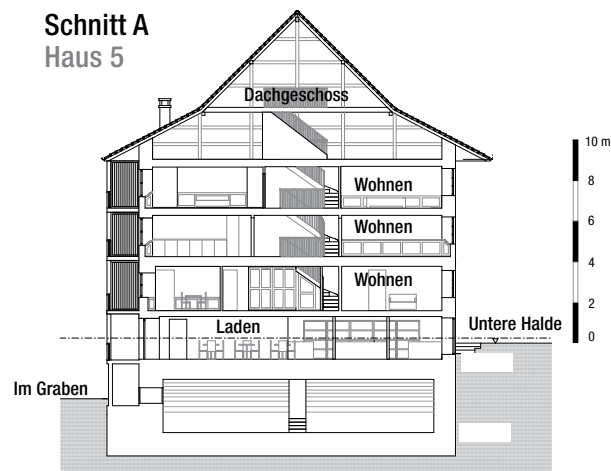 Schnitt A
Haus 5
Dachgeschoss
10 m
Wohnen
8
Wohnen
6
Wohnen
4
2
Laden
Untere Halde
0
Im Graben